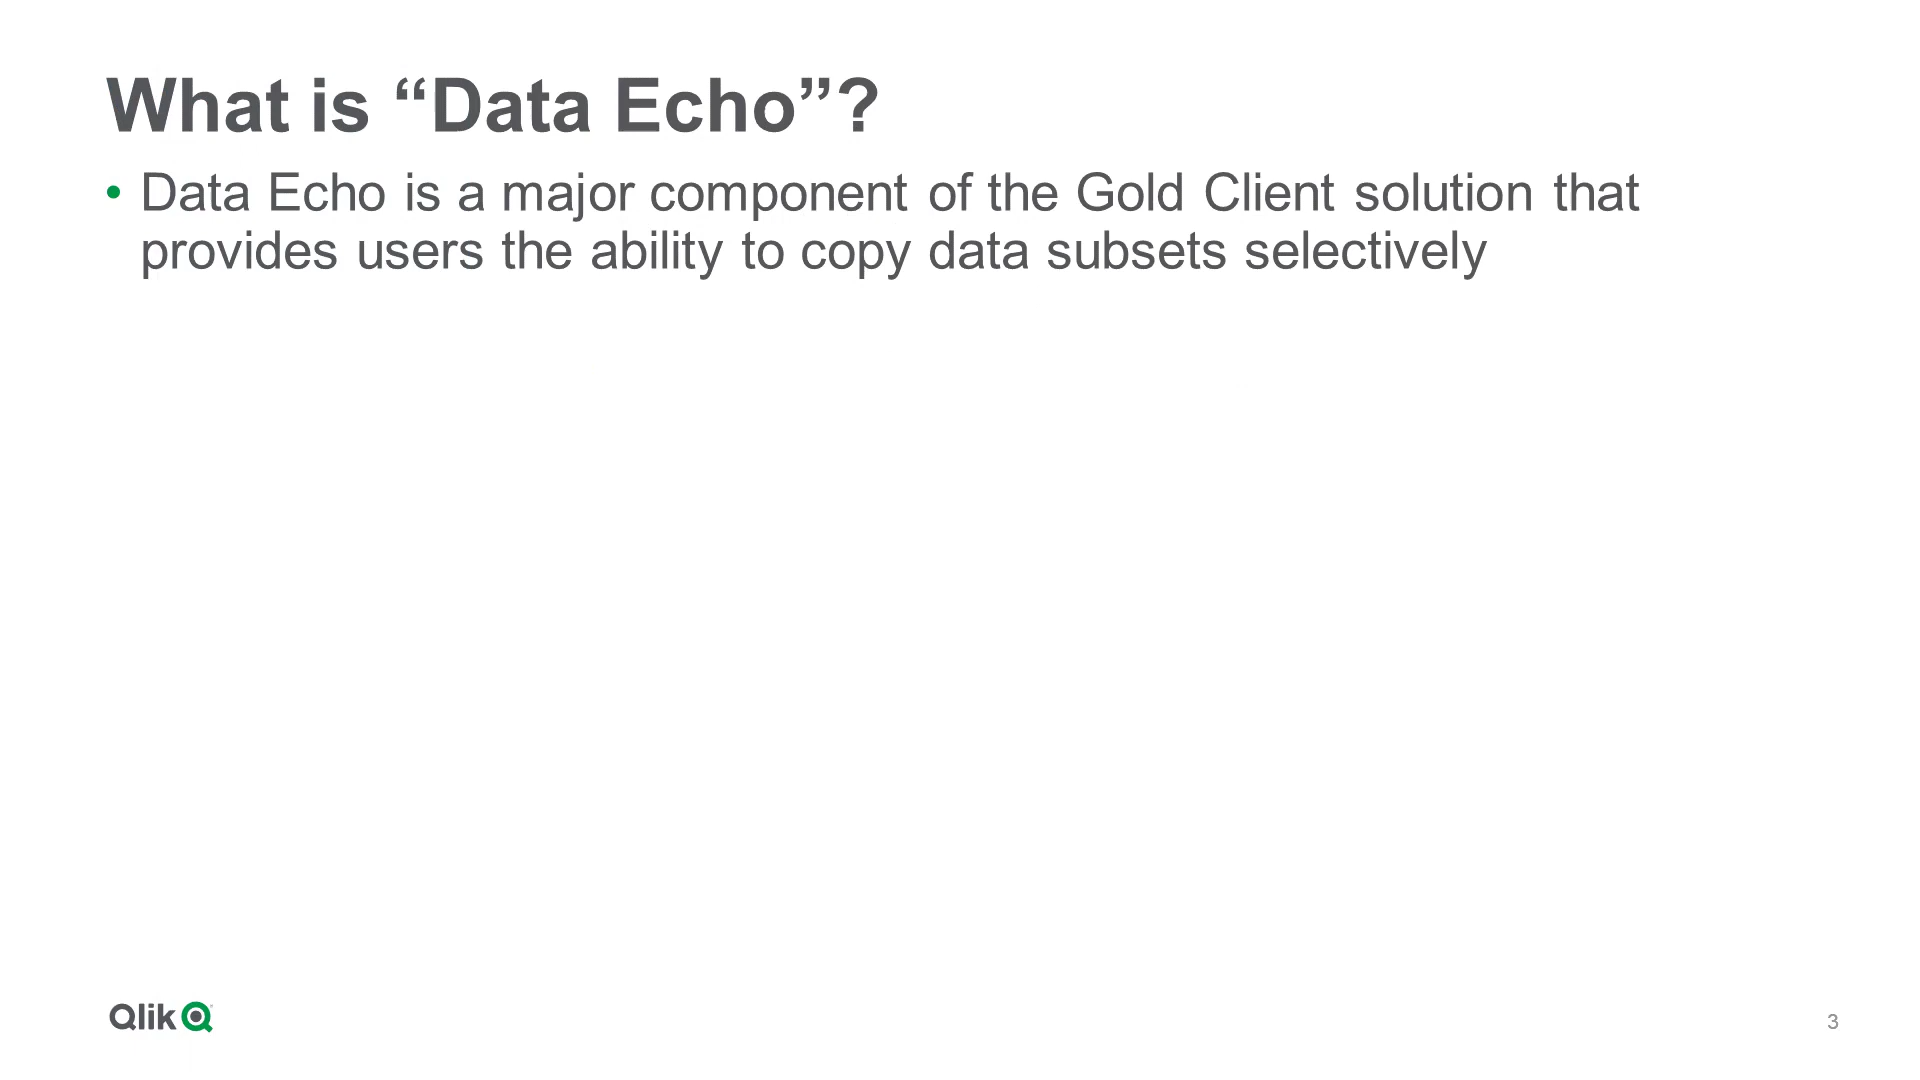 What is “Data Echo”?
• Data Echo is a major component of the Gold Client solution that
provides users the ability to copy data subsets selectively
Qlik
3